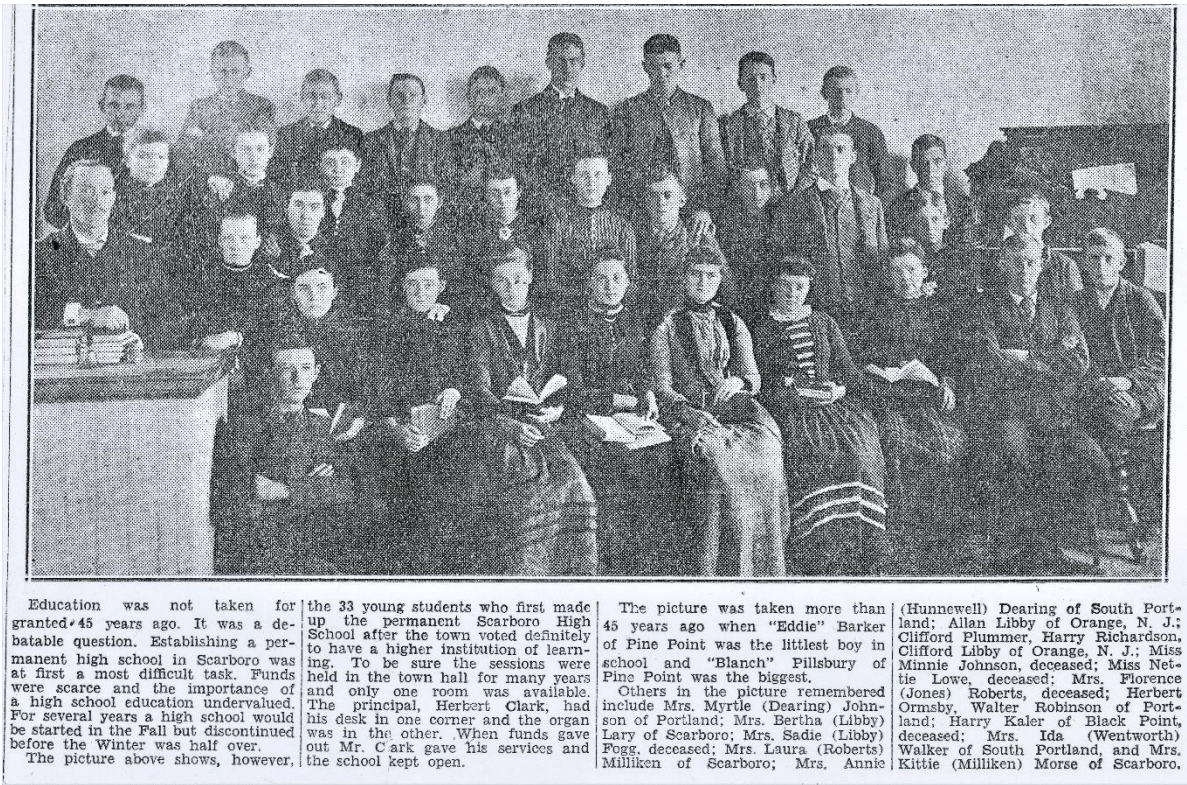 Education was not taken for
granted 45 years ago. It was a de-
batable question. Establishing a per-
manent high school in Scarboro was
at first a most difficult task. Funds
were scarce and the importance of
a high school education undervalued.
For several years a high school would
be started in the Fall but discontinued
before the Winter was half over.
The picture above shows, however,
the 33 young students who first made
up the permanent Scarboro High
School after the town voted definitely
to have a higher institution of learn-
ing. To be sure the sessions were
held in the town hall for many years
and only one room was available.
The principal, Herbert Clark, had
his desk in one corner and the organ
was in the other. When funds gave
out Mr. Clark gave his services and
the school kept open.
The picture was taken more than
45 years ago when "Eddie" Barker
of Pine Point was the littlest boy in
school and "Blanch" Pillsbury of
Pine Point was the biggest.
Others in the picture remembered
include Mrs. Myrtle (Dearing) John-
son of Portland; Mrs. Bertha (Libby)
Lary of Scarboro; Mrs. Sadie (Libby)
Fogg, deceased; Mrs. Laura (Roberts)
Milliken of Scarboro; Mrs. Annie
(Hunnewell) Dearing of South Port-
land; Allan Libby of Orange, N. J.;
Clifford Plummer, Harry Richardson,
Clifford Libby of Orange, N. J.; Miss
Minnie Johnson, deceased; Miss Net-
tie Lowe, deceased; Mrs. Florence
(Jones) Roberts, deceased; Herbert
Ormsby, Walter Robinson of Port-
land; Harry Kaler of Black Point,
deceased; Mrs. Ida (Wentworth)
Walker of South Portland, and Mrs.
Kittie (Milliken) Morse of Scarboro.